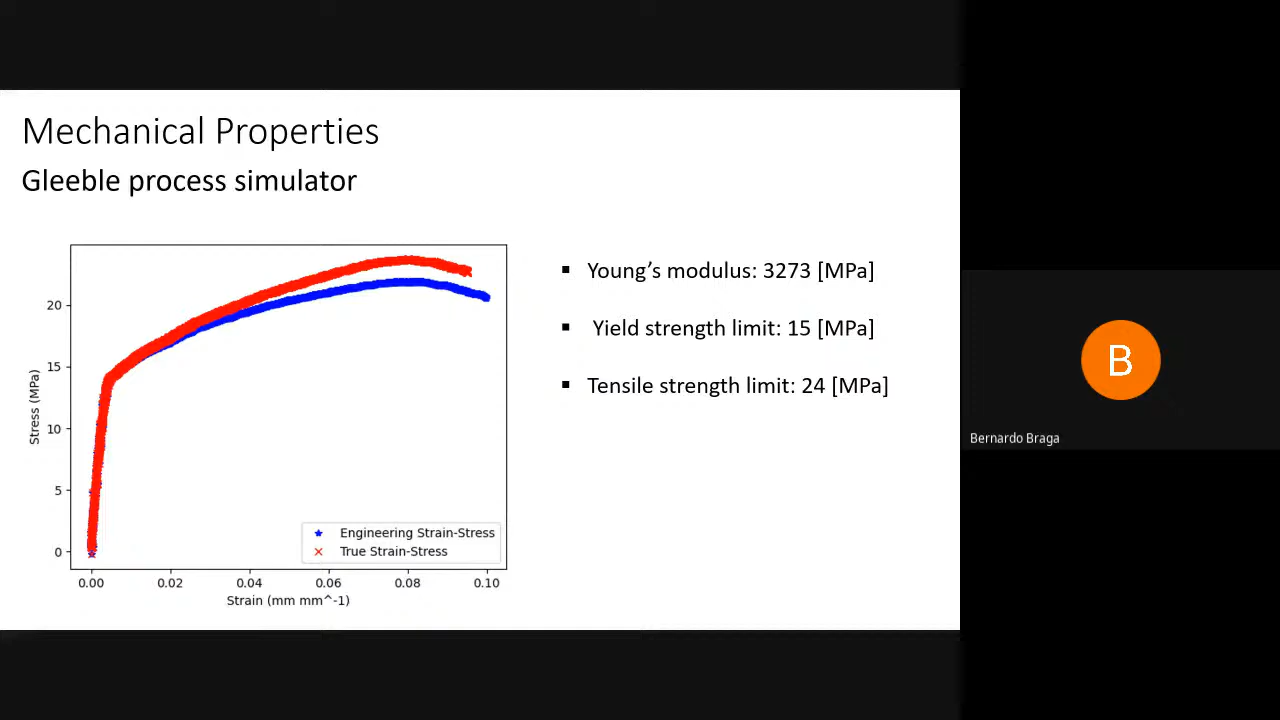 Mechanical Properties
Gleeble process simulator
Young’s modulus: 3273 [MPa]
Yield strength limit: 15 [MPa]
Tensile strength limit: 24 [MPa]
Stress (MPa)
20
15
10
5
0
Engineering Strain-Stress
True Strain-Stress
0.00 0.02 0.04 0.06 0.08 0.10
Strain (mm mm^-1)
B
Bernardo Braga